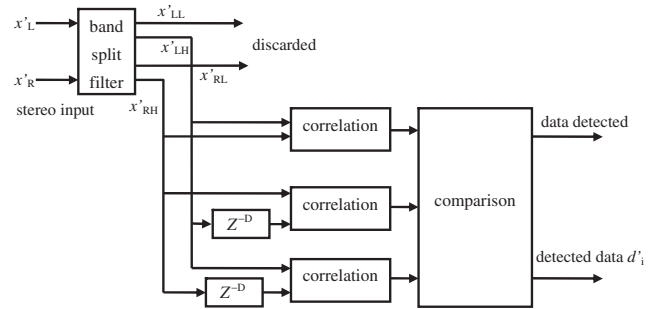 x'LL
x'L
band
x'LH
discarded
split
x'RL
x'R
filter
stereo input
x'RH
correlation
data detected
correlation
comparison
Z⁻ᴰ
detected data d'i
correlation
Z⁻ᴰ